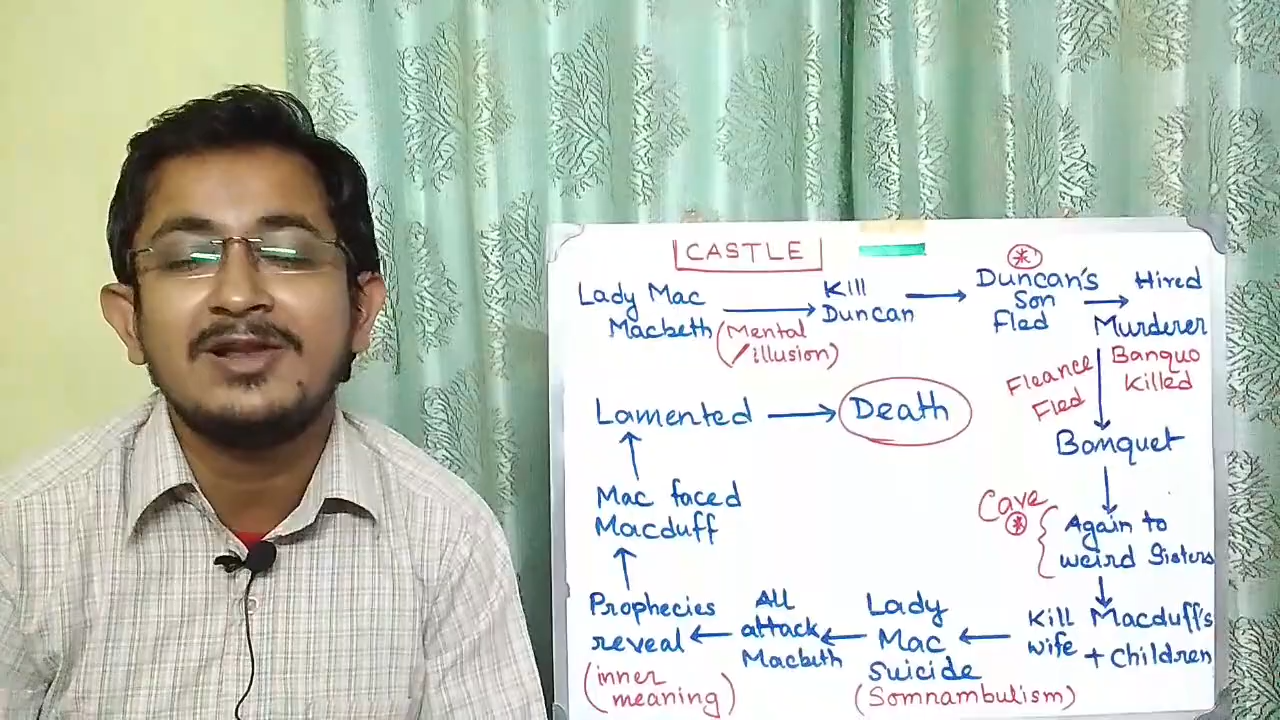 CASTLE
Lady Mac
Macbeth
(Mental
/illusion)
Kill
Duncan
*
Duncan's
Son
Fled
Hired
Murderer
Fleance
Fled
Banquo
Killed
Banquet
Cave
*
Again to
weird Sisters
Kill Macduff's
wife + Children
Lady
Mac
Suicide
(Somnambulism)
All
attack
Macbeth
Prophecies
reveal
(inner
meaning)
Mac faced
Macduff
Lamented
Death